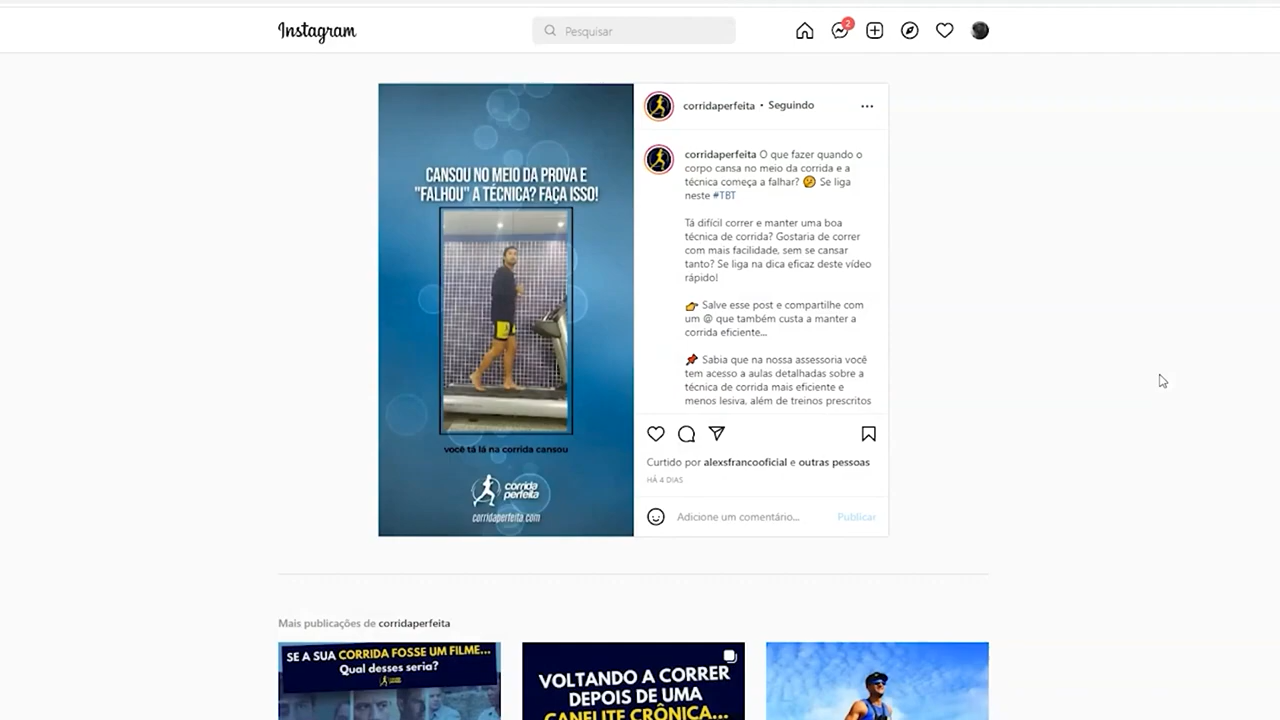 Instagram
Pesquisar
2
CANSOU NO MEIO DA PROVA E
"FALHOU" A TÉCNICA? FAÇA ISSO!
você tá lá na corrida cansou
corrida
perfeita
corridaperfeita.com
corridaperfeita • Seguindo
corridaperfeita O que fazer quando o
corpo cansa no meio da corrida e a
técnica começa a falhar? 🤔 Se liga
neste #TBT
Tá difícil correr e manter uma boa
técnica de corrida? Gostaria de correr
com mais facilidade, sem se cansar
tanto? Se liga na dica eficaz deste vídeo
rápido!
👉 Salve esse post e compartilhe com
um @ que também custa a manter a
corrida eficiente...
📌 Sabia que na nossa assessoria você
tem acesso a aulas detalhadas sobre a
técnica de corrida mais eficiente e
menos lesiva, além de treinos prescritos
Curtido por alexsfrancooficial e outras pessoas
HÁ 4 DIAS
Adicione um comentário... Publicar
Mais publicações de corridaperfeita
SE A SUA CORRIDA FOSSE UM FILME...
Qual desses seria?
VOLTANDO A CORRER
DEPOIS DE UMA
CANELITE CRÔNICA...